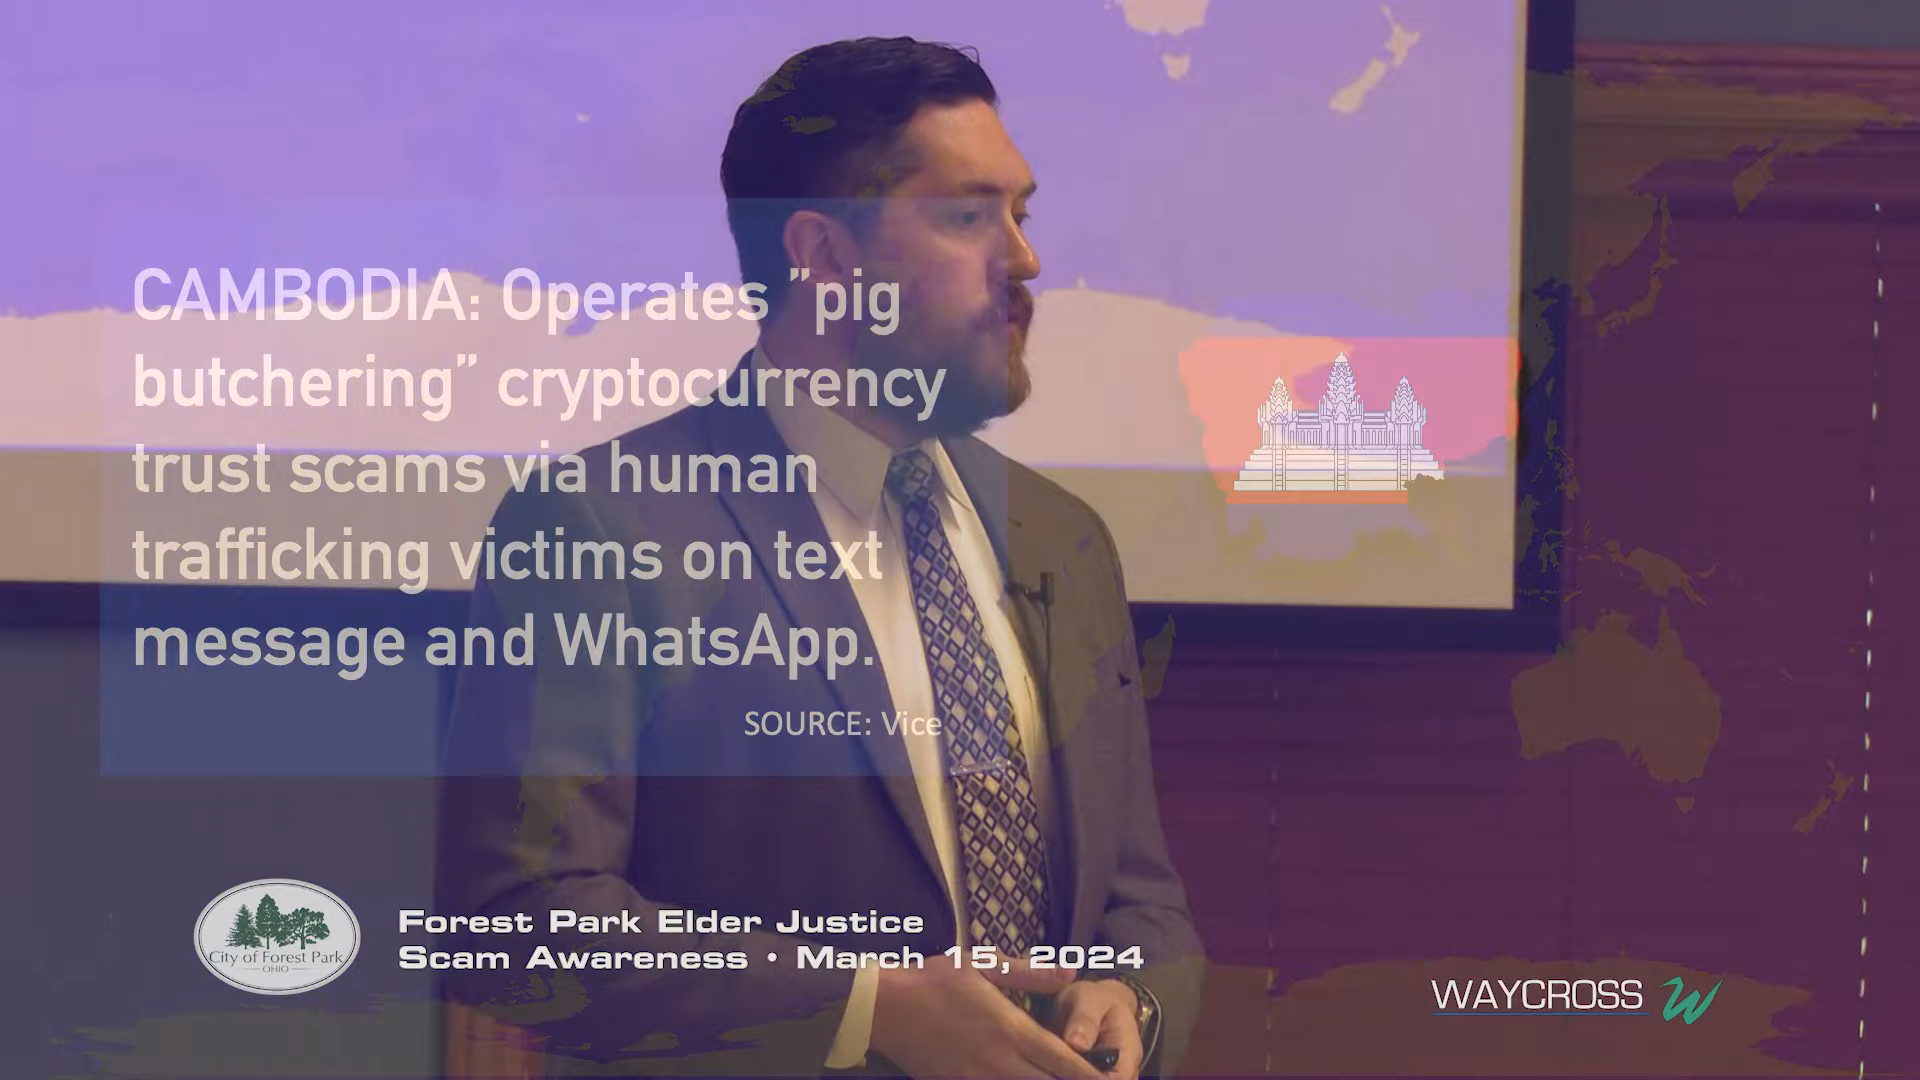 CAMBODIA: Operates ”pig
butchering” cryptocurrency
trust scams via human
trafficking victims on text
message and WhatsApp.
SOURCE: Vice
City of Forest Park
OHIO
Forest Park Elder Justice
Scam Awareness • March 15, 2024
WAYCROSS W